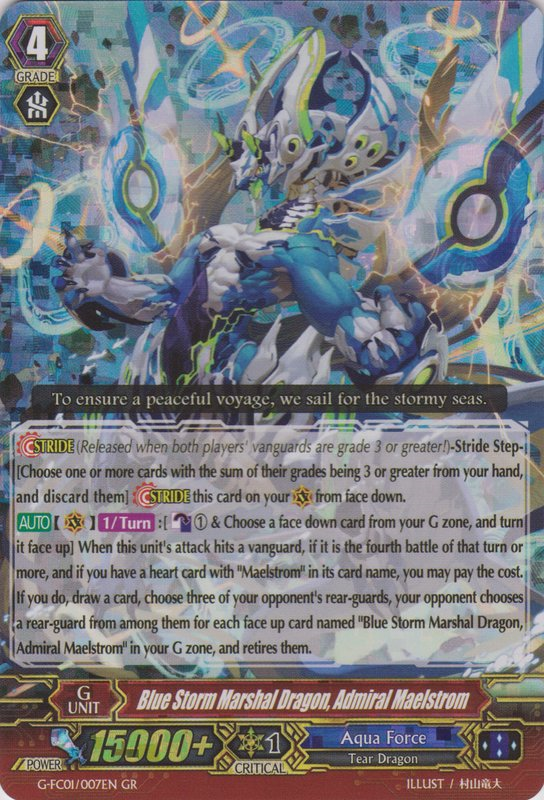 4
GRADE
To ensure a peaceful voyage, we sail for the stormy seas.
STRIDE (Released when both players' vanguards are grade 3 or greater!)-Stride Step-
[Choose one or more cards with the sum of their grades being 3 or greater from your hand,
and discard them] STRIDE this card on your from face down.
AUTO [ ] 1/Turn :[ ① & Choose a face down card from your G zone, and turn
it face up] When this unit's attack hits a vanguard, if it is the fourth battle of that turn or
more, and if you have a heart card with "Maelstrom" in its card name, you may pay the cost.
If you do, draw a card, choose three of your opponent's rear-guards, your opponent chooses
a rear-guard from among them for each face up card named "Blue Storm Marshal Dragon,
Admiral Maelstrom" in your G zone, and retires them.
G
UNIT
Blue Storm Marshal Dragon, Admiral Maelstrom
POWER
15000+
1
CRITICAL
Aqua Force
Tear Dragon
G-FC01/007EN GR
ILLUST / 村山竜大